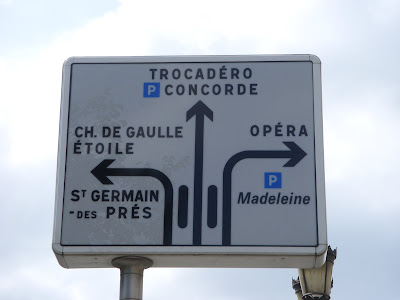 TROCADÉRO
P CONCORDE
CH. DE GAULLE
ÉTOILE
ST GERMAIN
-DES PRÉS
OPÉRA
P
Madeleine